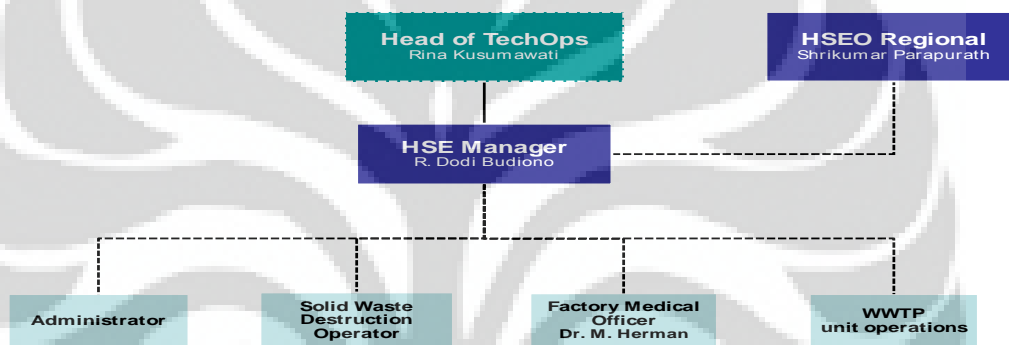 Head of TechOps
Rina Kusumawati
HSEO Regional
Shrikumar Parapurath
HSE Manager
R. Dodi Budiono
Administrator
Solid Waste
Destruction
Operator
Factory Medical
Officer
Dr. M. Herman
WWTP
unit operations